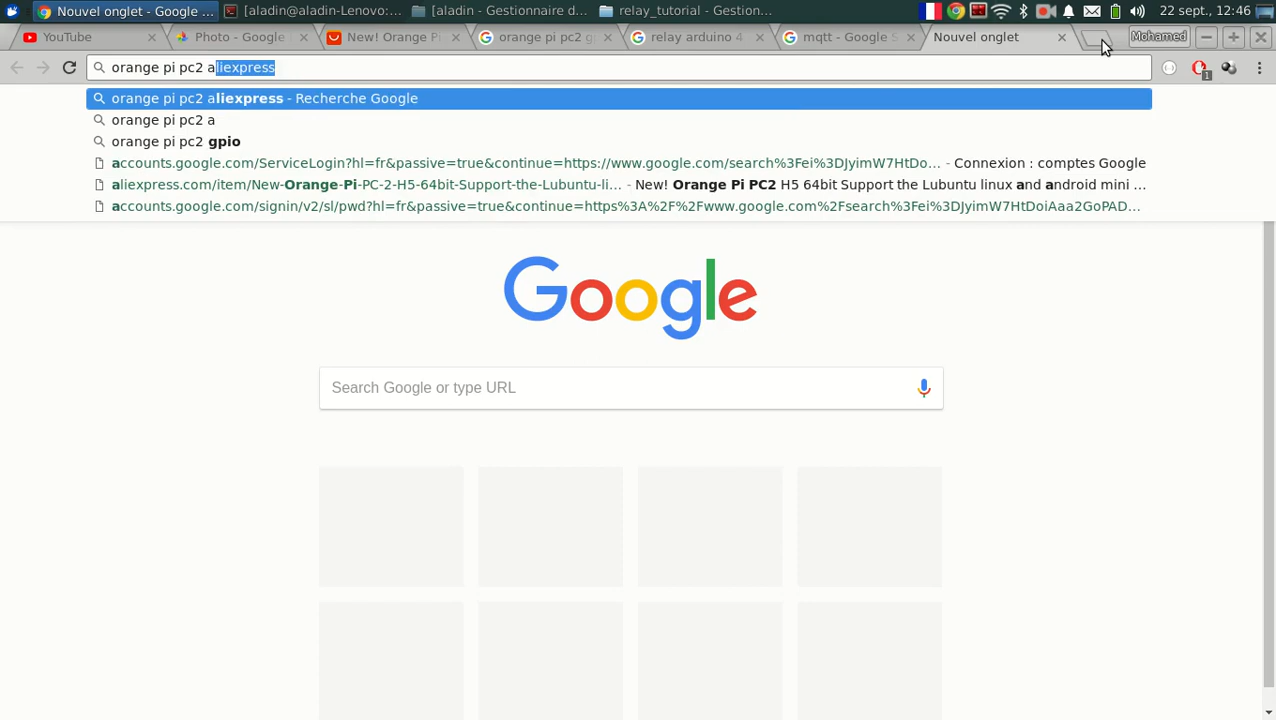 Nouvel onglet - Google ...
[aladin@aladin-Lenovo:...
[aladin - Gestionnaire d...
relay_tutorial - Gestion...
22 sept., 12:46
YouTube
Photo - Google
New! Orange Pi
orange pi pc2 gp
relay arduino 4
mqtt - Google S
Nouvel onglet
Mohamed
orange pi pc2 aliexpress
1
orange pi pc2 aliexpress - Recherche Google
orange pi pc2 a
orange pi pc2 gpio
accounts.google.com/ServiceLogin?hl=fr&passive=true&continue=https://www.google.com/search%3Fei%3DJyimW7HtDo... - Connexion : comptes Google
aliexpress.com/item/New-Orange-Pi-PC-2-H5-64bit-Support-the-Lubuntu-li... - New! Orange Pi PC2 H5 64bit Support the Lubuntu linux and android mini ...
accounts.google.com/signin/v2/sl/pwd?hl=fr&passive=true&continue=https%3A%2F%2Fwww.google.com%2Fsearch%3Fei%3DJyimW7HtDoiAaa2GoPAD...
Google
Search Google or type URL